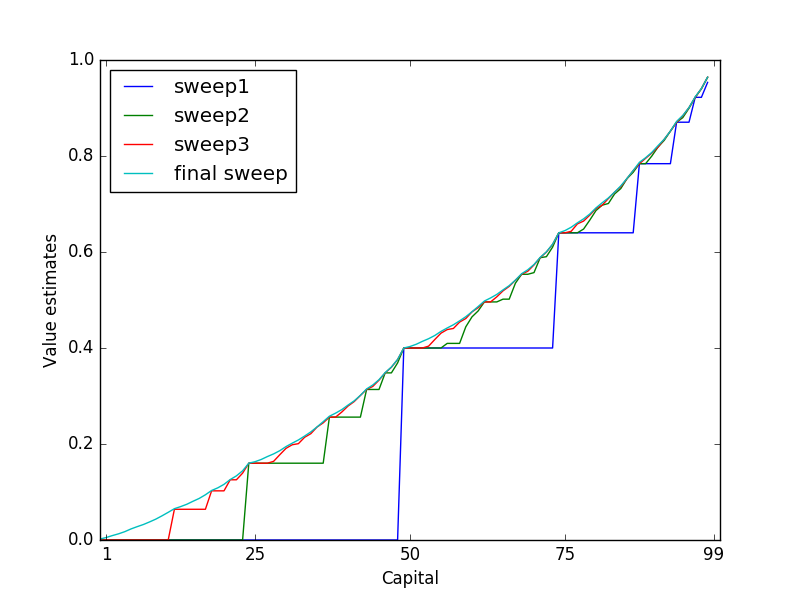 1.0
0.8
0.6
0.4
0.2
0.0
Value estimates
sweep1
sweep2
sweep3
final sweep
1 25 50 75 99
Capital